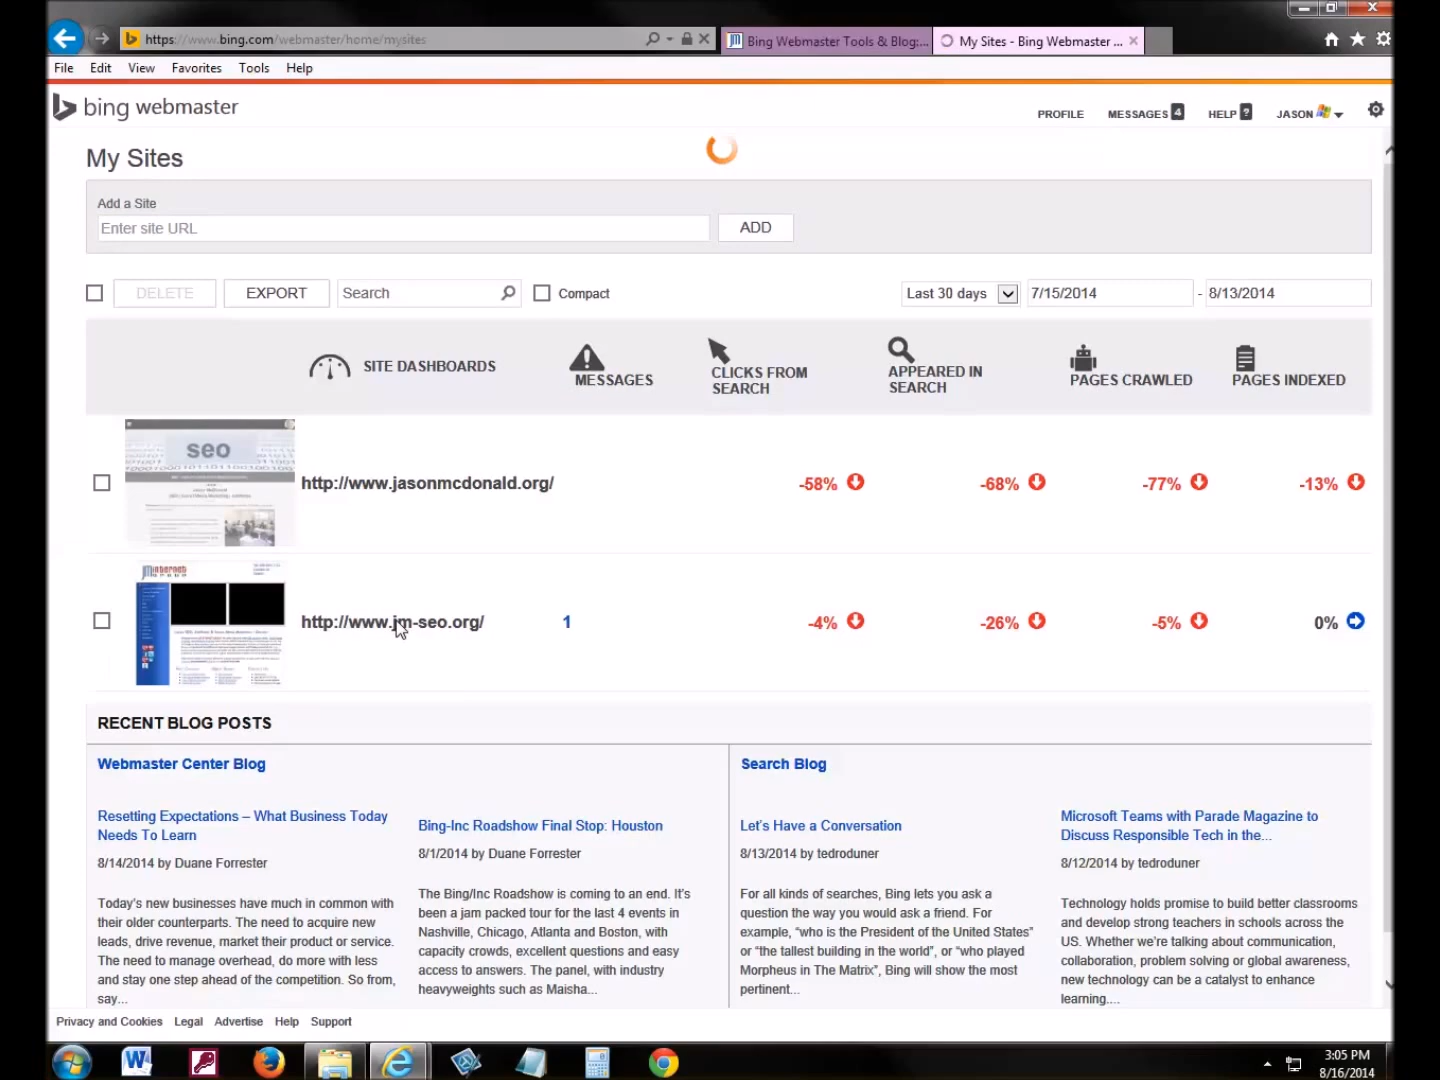 https://www.bing.com/webmaster/home/mysites
Bing Webmaster Tools & Blog:...
My Sites - Bing Webmaster ...
File Edit View Favorites Tools Help
bing webmaster
PROFILE MESSAGES 4 HELP ? JASON
My Sites
Add a Site
Enter site URL
ADD
DELETE EXPORT Search Compact Last 30 days 7/15/2014 - 8/13/2014
SITE DASHBOARDS MESSAGES CLICKS FROM SEARCH APPEARED IN SEARCH PAGES CRAWLED PAGES INDEXED
seo
http://www.jasonmcdonald.org/ -58% -68% -77% -13%
http://www.jm-seo.org/ 1 -4% -26% -5% 0%
RECENT BLOG POSTS
Webmaster Center Blog
Resetting Expectations – What Business Today
Needs To Learn
8/14/2014 by Duane Forrester
Today's new businesses have much in common with
their older counterparts. The need to acquire new
leads, drive revenue, market their product or service.
The need to manage overhead, do more with less
and stay one step ahead of the competition. So from,
say...
Bing-Inc Roadshow Final Stop: Houston
8/1/2014 by Duane Forrester
The Bing/Inc Roadshow is coming to an end. It's
been a jam packed tour for the last 4 events in
Nashville, Chicago, Atlanta and Boston, with
capacity crowds, excellent questions and easy
access to answers. The panel, with industry
heavyweights such as Maisha...
Search Blog
Let's Have a Conversation
8/13/2014 by tedroduner
For all kinds of searches, Bing lets you ask a
question the way you would ask a friend. For
example, “who is the President of the United States”
or “the tallest building in the world”, or “who played
Morpheus in The Matrix”, Bing will show the most
pertinent...
Microsoft Teams with Parade Magazine to
Discuss Responsible Tech in the...
8/12/2014 by tedroduner
Technology holds promise to build better classrooms
and develop strong teachers in schools across the
US. Whether we're talking about communication,
collaboration, problem solving or global awareness,
new technology can be a catalyst to enhance
learning....
Privacy and Cookies Legal Advertise Help Support
3:05 PM
8/16/2014